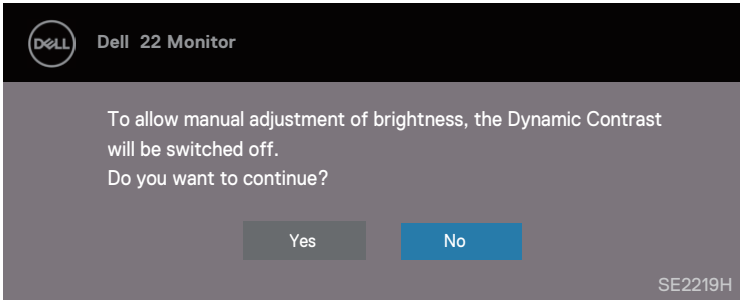 DELL
Dell 22 Monitor
To allow manual adjustment of brightness, the Dynamic Contrast
will be switched off.
Do you want to continue?
Yes No
SE2219H